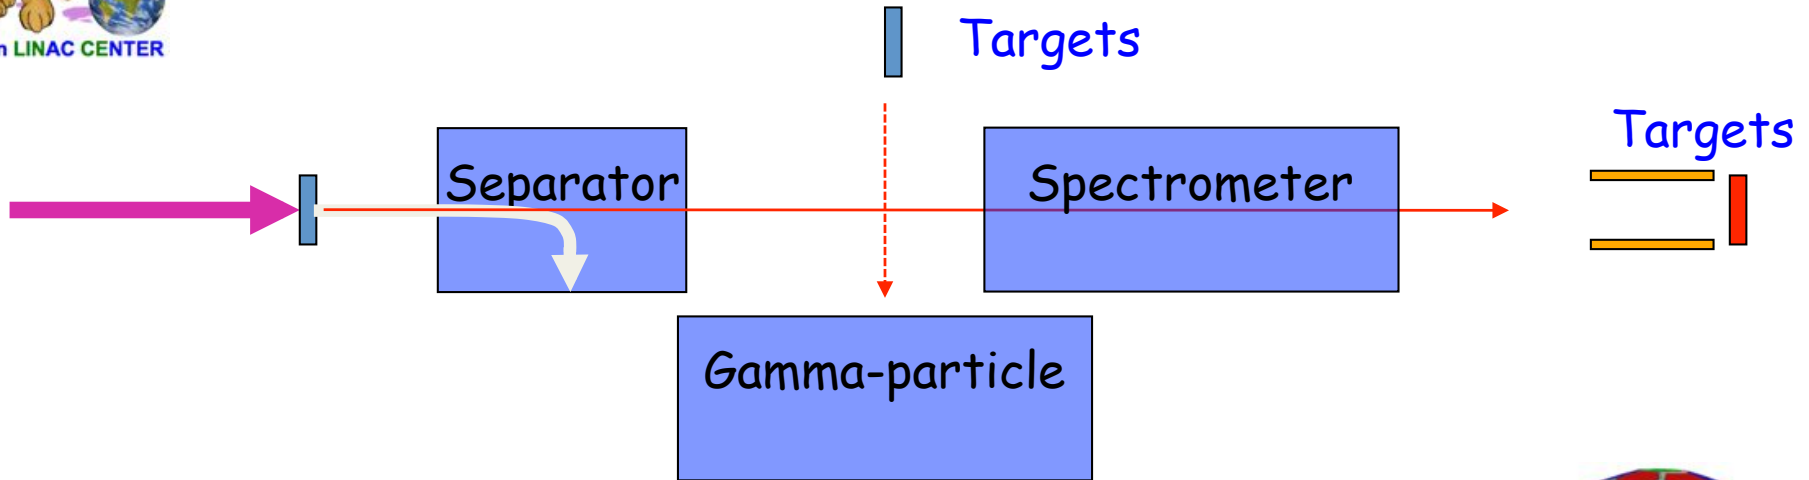 LINAC CENTER
Targets
Targets
Separator
Spectrometer
Gamma-particle